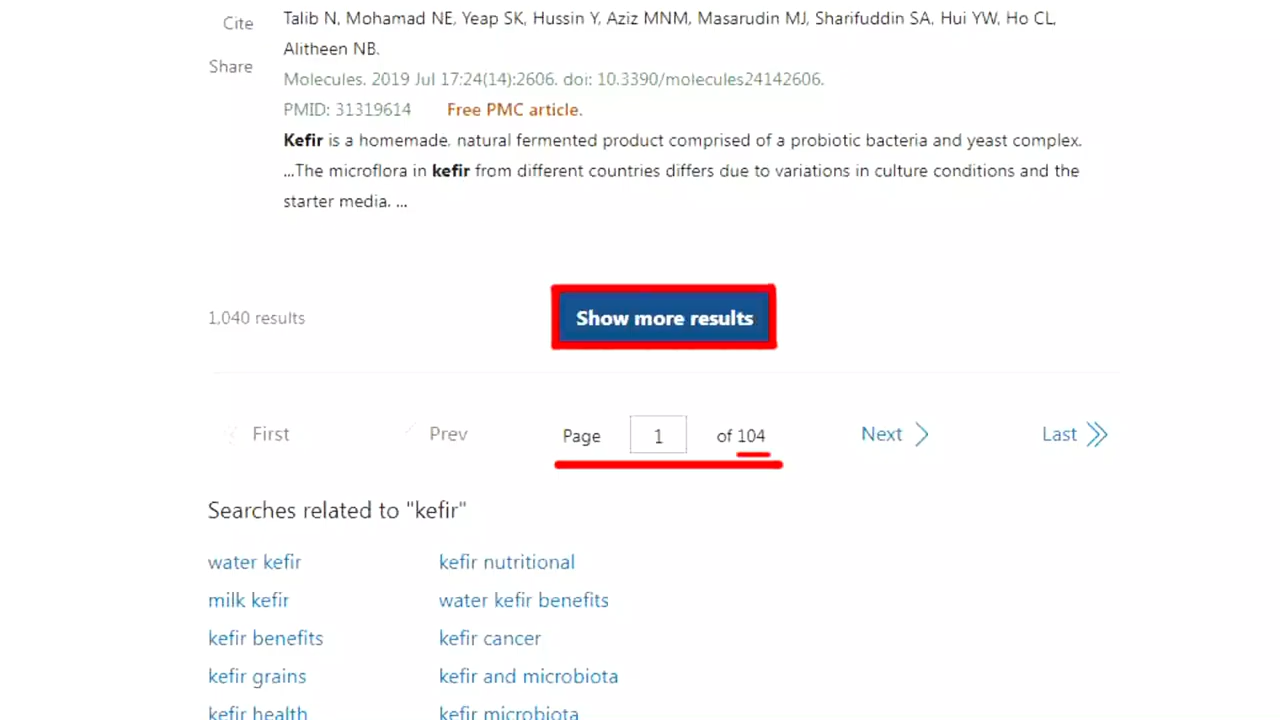 Cite
Talib N, Mohamad NE, Yeap SK, Hussin Y, Aziz MNM, Masarudin MJ, Sharifuddin SA, Hui YW, Ho CL,
Alitheen NB.
Share
Molecules. 2019 Jul 17:24(14):2606. doi: 10.3390/molecules24142606.
PMID: 31319614 Free PMC article.
Kefir is a homemade. natural fermented product comprised of a probiotic bacteria and yeast complex.
...The microflora in kefir from different countries differs due to variations in culture conditions and the
starter media. ...
1,040 results
Show more results
First
Prev
Page 1 of 104
Next
Last
Searches related to "kefir"
water kefir
kefir nutritional
milk kefir
water kefir benefits
kefir benefits
kefir cancer
kefir grains
kefir and microbiota
kefir health
kefir microbiota